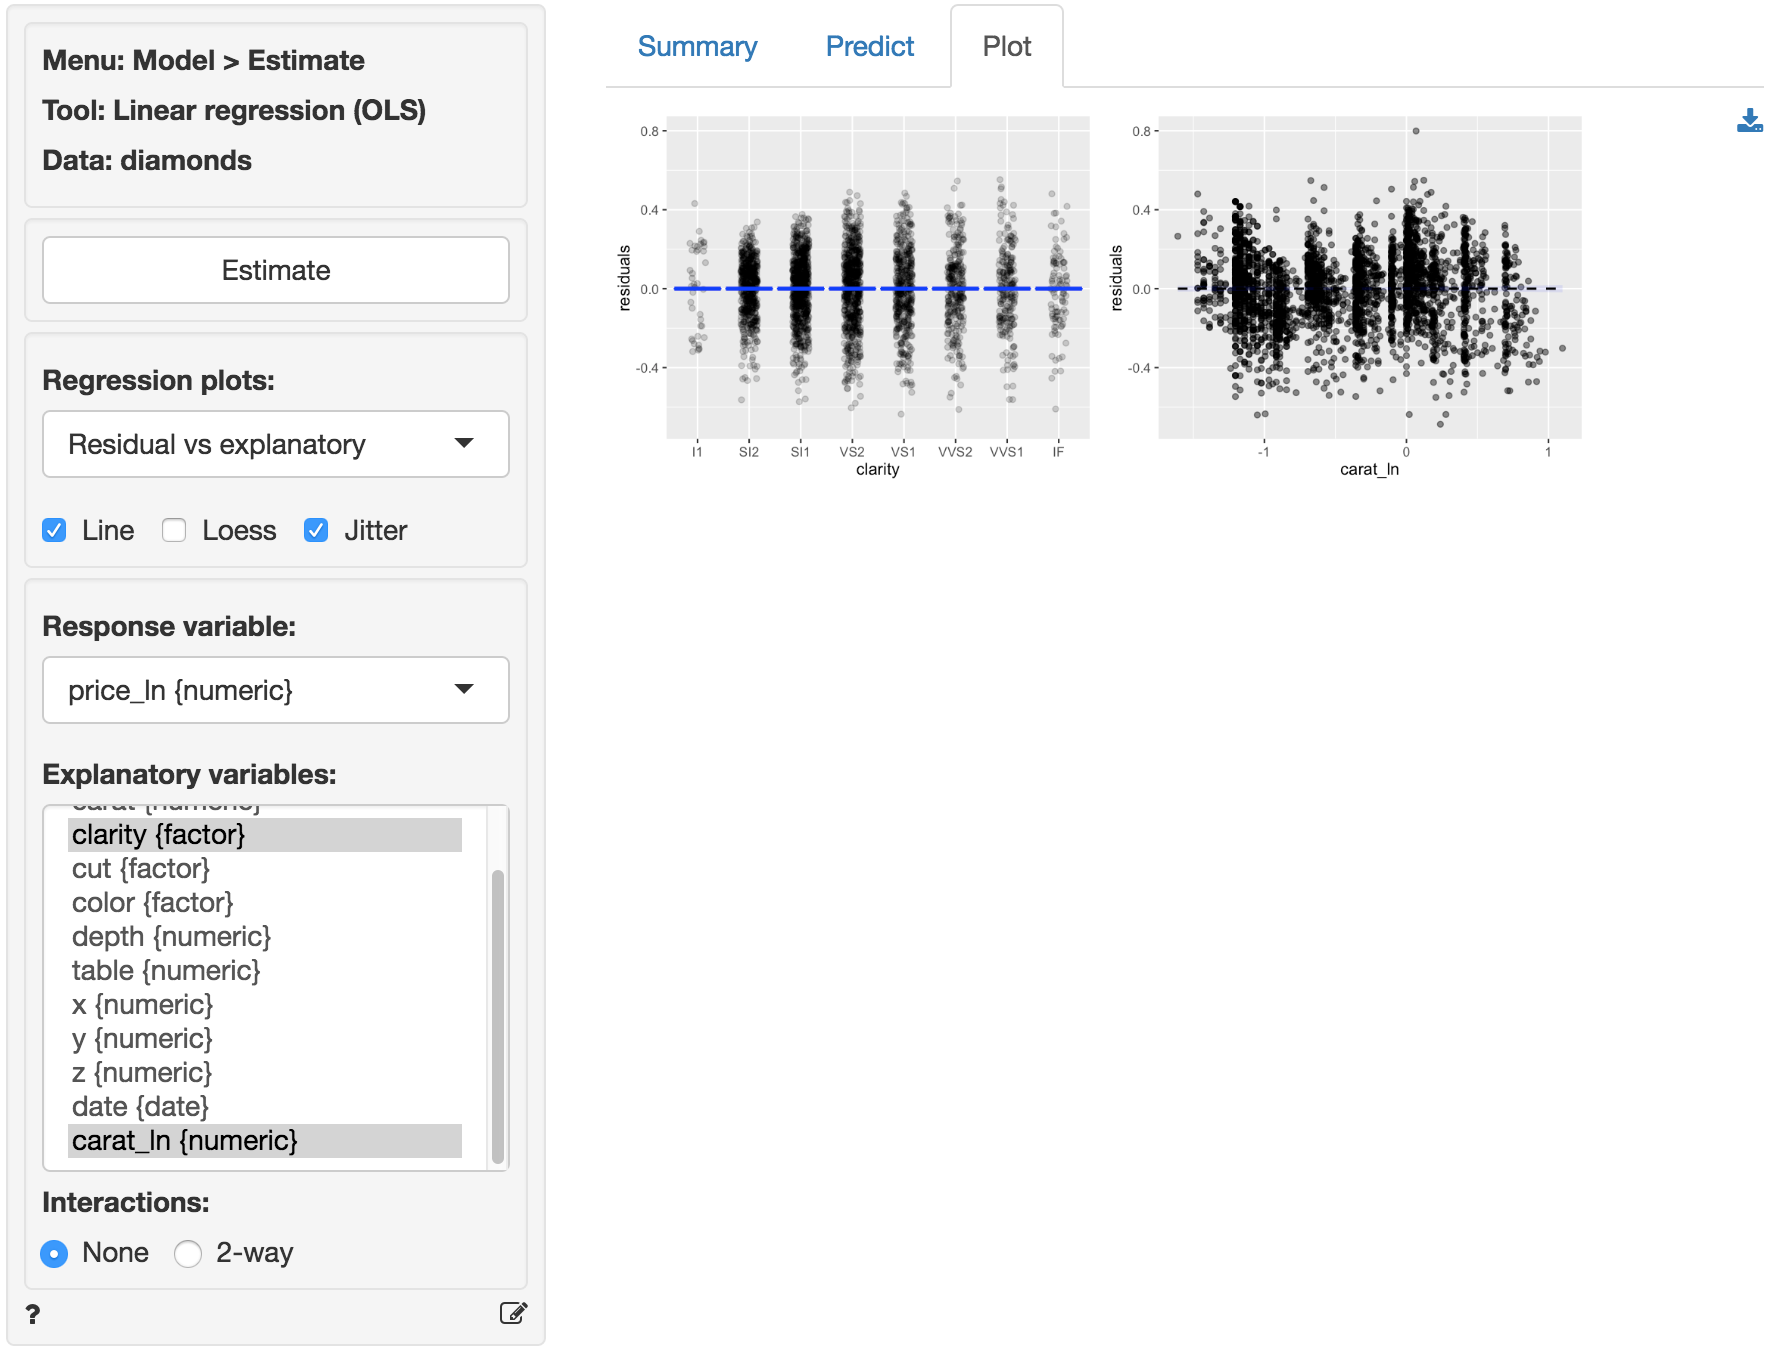 Menu: Model > Estimate
Tool: Linear regression (OLS)
Data: diamonds
Estimate
Regression plots:
Residual vs explanatory
Line Loess Jitter
Response variable:
price_ln {numeric}
Explanatory variables:
carat {numeric}
clarity {factor}
cut {factor}
color {factor}
depth {numeric}
table {numeric}
x {numeric}
y {numeric}
z {numeric}
date {date}
carat_ln {numeric}
Interactions:
None 2-way
?
Summary Predict Plot
0.8
0.4
0.0
-0.4
residuals
I1 SI2 SI1 VS2 VS1 VVS2 VVS1 IF
clarity
0.8
0.4
0.0
-0.4
residuals
-1 0 1
carat_ln